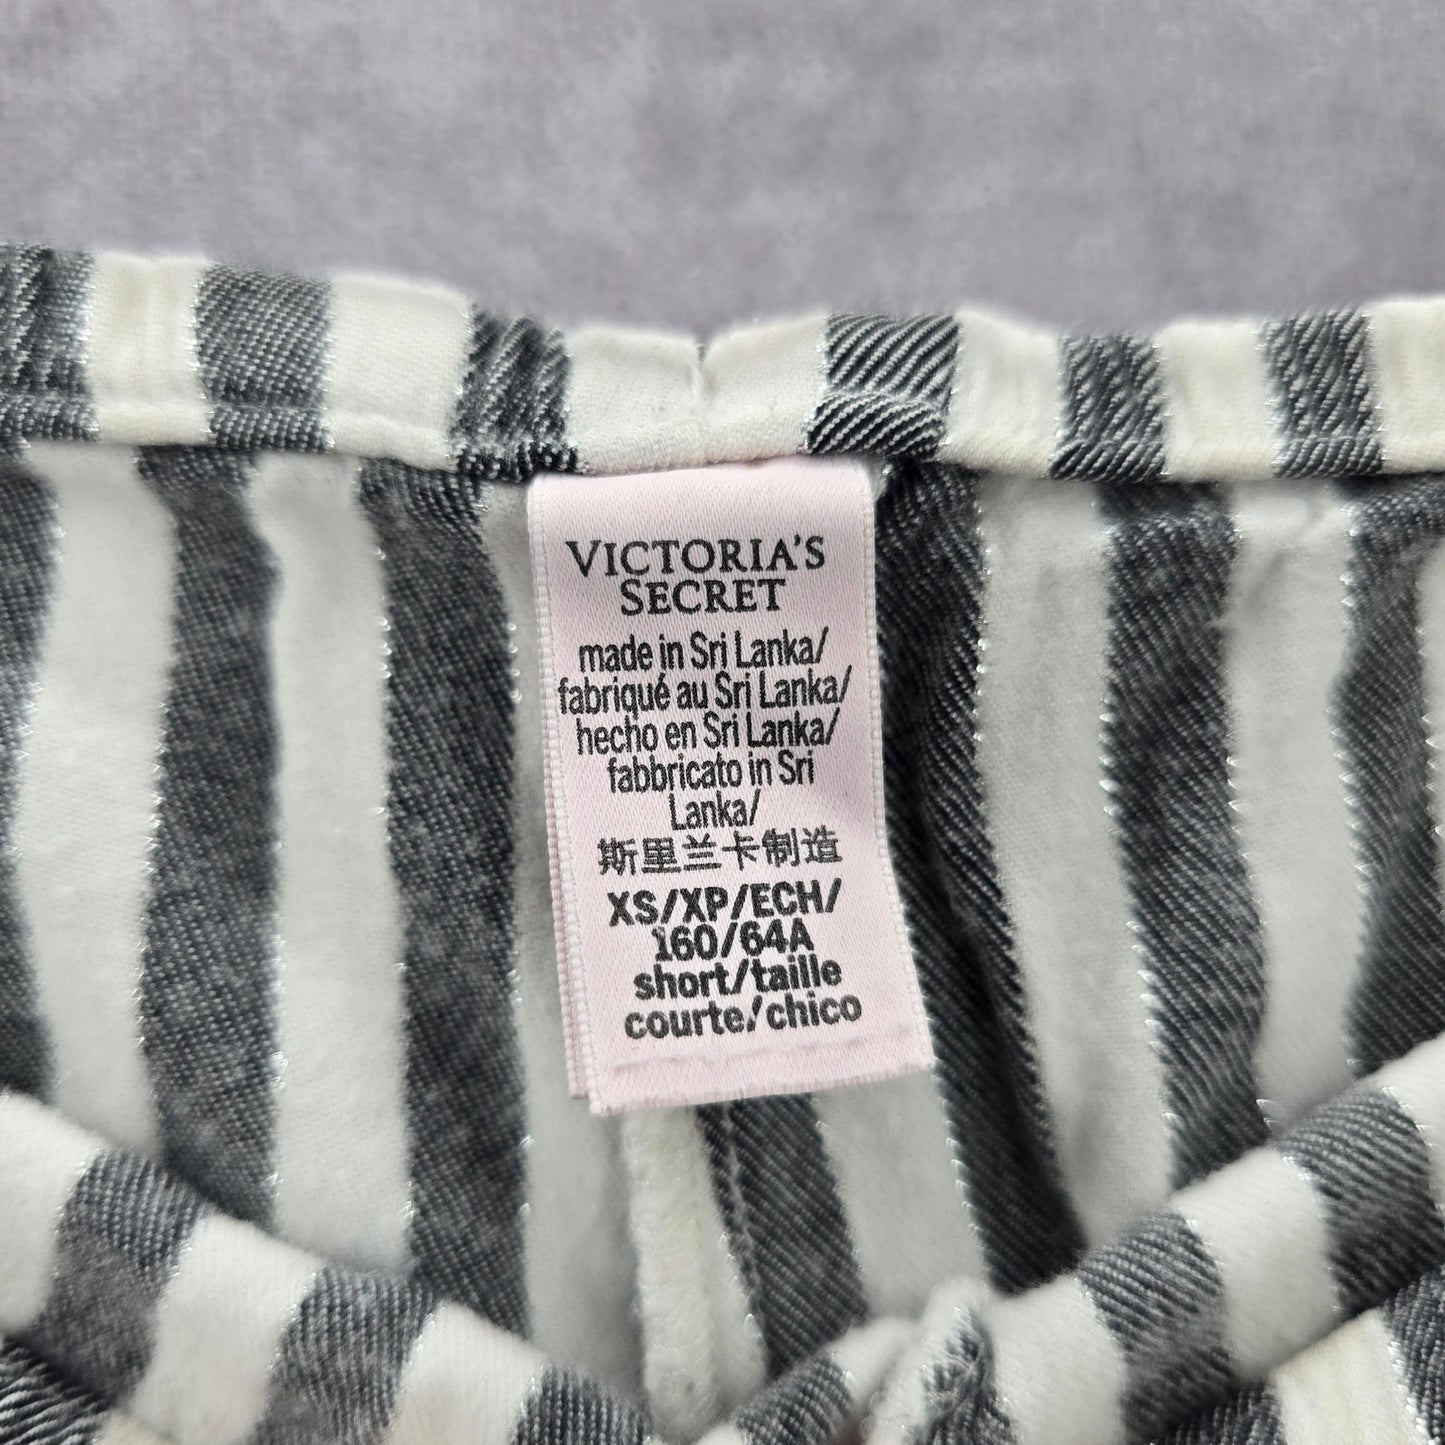 VICTORIA'S
SECRET
made in Sri Lanka/
fabriqué au Sri Lanka/
hecho en Sri Lanka/
fabbricato in Sri
Lanka/
斯里兰卡制造
XS/XP/ECH/
160/64A
short/taille
courte/chico